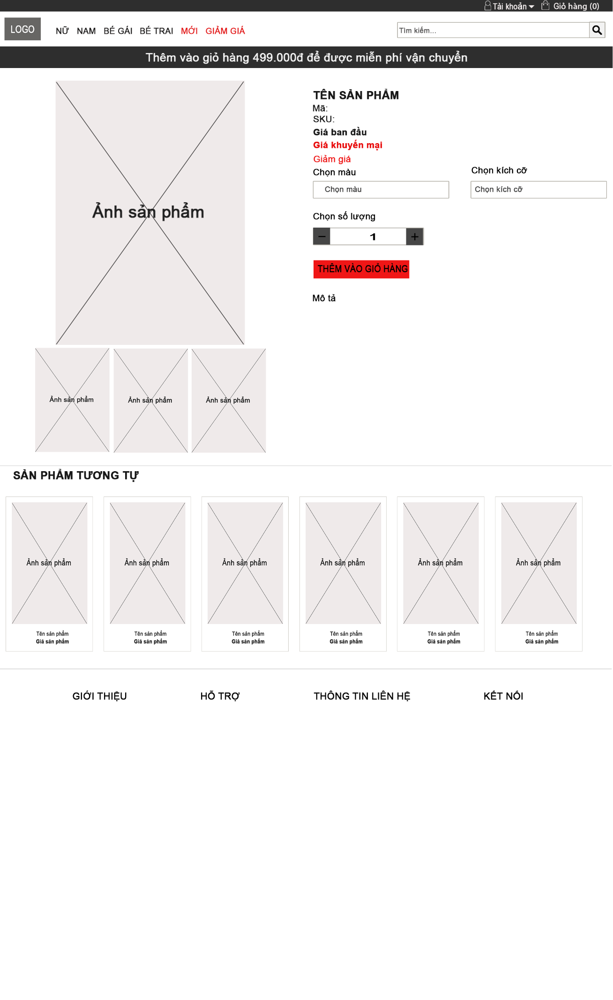 Tài khoản Giỏ hàng (0)
LOGO NỮ NAM BÉ GÁI BÉ TRAI MỚI GIẢM GIÁ Tìm kiếm...
Thêm vào giỏ hàng 499.000đ để được miễn phí vận chuyển
Ảnh sản phẩm
Ảnh sản phẩm Ảnh sản phẩm Ảnh sản phẩm
TÊN SẢN PHẨM
Mã:
SKU:
Giá ban đầu
Giá khuyến mại
Giảm giá
Chọn màu Chọn kích cỡ
Chọn màu Chọn kích cỡ
Chọn số lượng
− 1 +
THÊM VÀO GIỎ HÀNG
Mô tả
SẢN PHẨM TƯƠNG TỰ
Ảnh sản phẩm Ảnh sản phẩm Ảnh sản phẩm Ảnh sản phẩm Ảnh sản phẩm Ảnh sản phẩm
Tên sản phẩm Tên sản phẩm Tên sản phẩm Tên sản phẩm Tên sản phẩm Tên sản phẩm
Giá sản phẩm Giá sản phẩm Giá sản phẩm Giá sản phẩm Giá sản phẩm Giá sản phẩm
GIỚI THIỆU HỖ TRỢ THÔNG TIN LIÊN HỆ KẾT NỐI